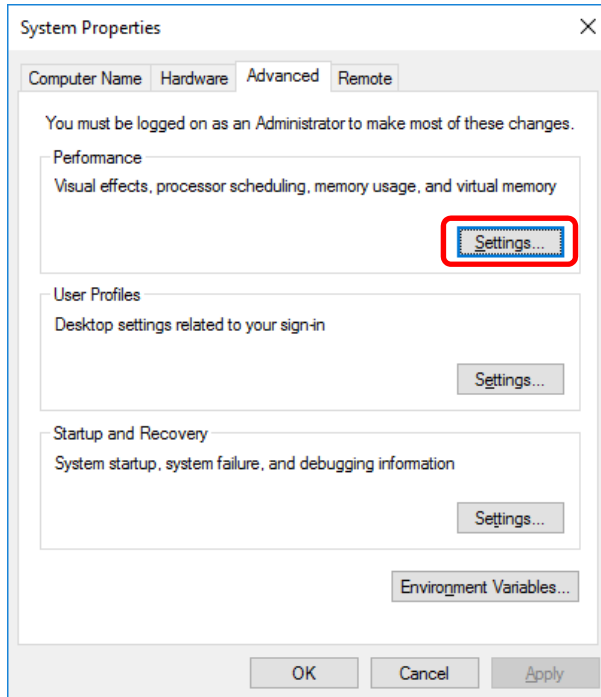 System Properties
Computer Name Hardware Advanced Remote
You must be logged on as an Administrator to make most of these changes.
Performance
Visual effects, processor scheduling, memory usage, and virtual memory
Settings...
User Profiles
Desktop settings related to your sign-in
Settings...
Startup and Recovery
System startup, system failure, and debugging information
Settings...
Environment Variables...
OK Cancel Apply